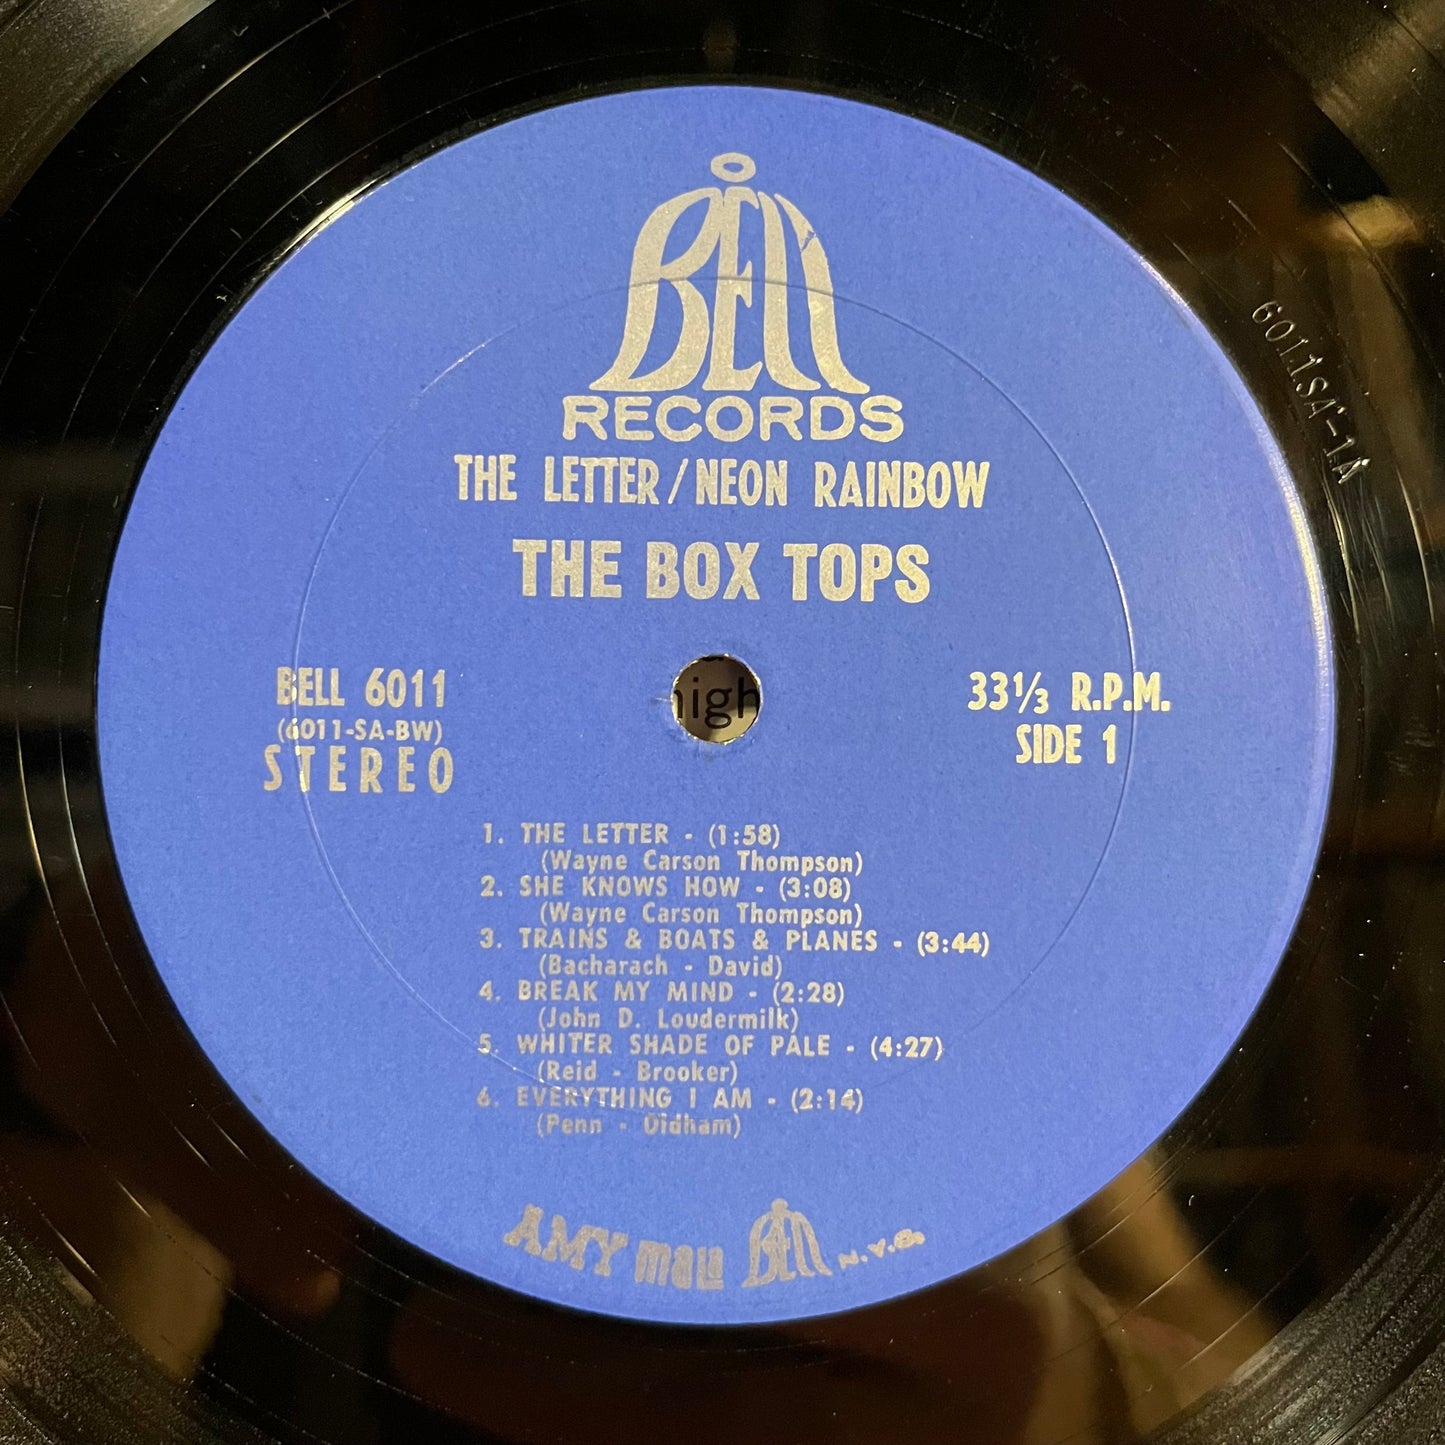 BELL
RECORDS
THE LETTER/NEON RAINBOW
THE BOX TOPS
BELL 6011
(6011-SA-BW)
STEREO
33⅓ R.P.M.
SIDE 1
1. THE LETTER - (1:58)
(Wayne Carson Thompson)
2. SHE KNOWS HOW - (3:08)
(Wayne Carson Thompson)
3. TRAINS & BOATS & PLANES - (3:44)
(Bacharach - David)
4. BREAK MY MIND - (2:28)
(John D. Loudermilk)
5. WHITER SHADE OF PALE - (4:27)
(Reid - Brooker)
6. EVERYTHING I AM - (2:14)
(Penn - Oldham)
AMY mala BELL N.Y.C.
6011SA-1A